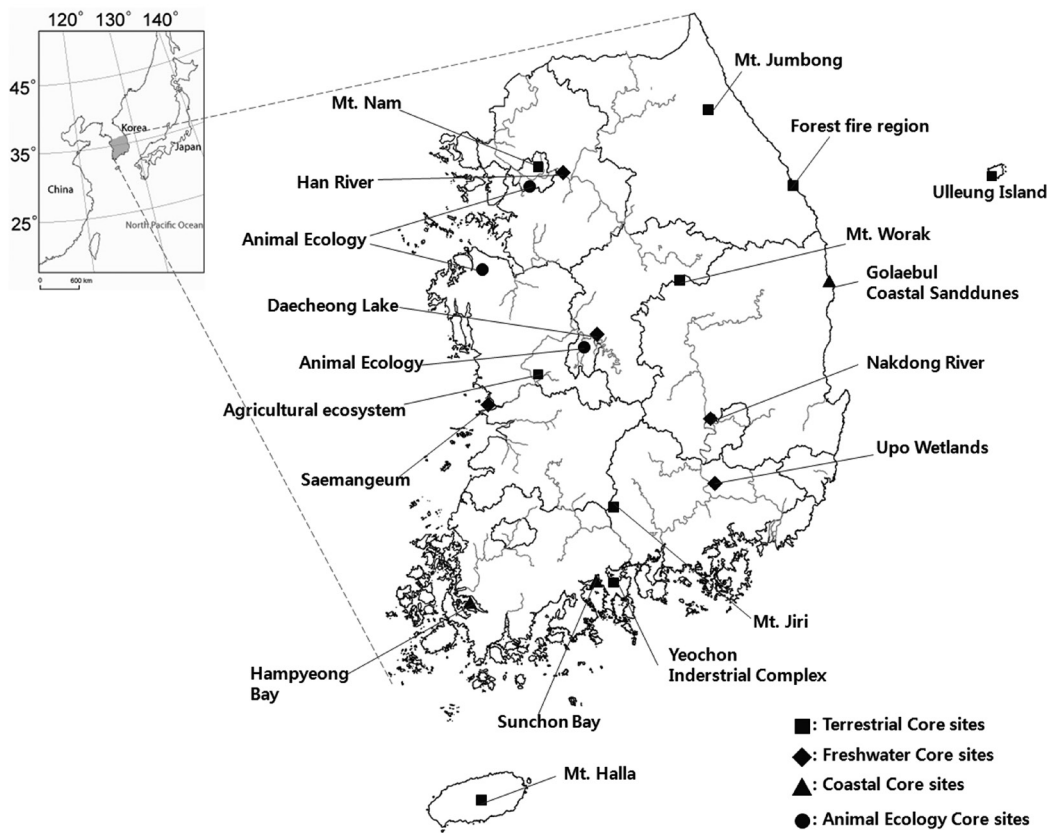 120° 130° 140°
45°
35°
25°
Korea
Japan
China
North Pacific Ocean
0 600 km
Mt. Jumbong
Mt. Nam
Forest fire region
Han River
Ulleung Island
Animal Ecology
Mt. Worak
Golaebul
Coastal Sanddunes
Daecheong Lake
Animal Ecology
Nakdong River
Agricultural ecosystem
Upo Wetlands
Saemangeum
Mt. Jiri
Yeochon
Inderstrial Complex
Hampyeong
Bay
Sunchon Bay
Mt. Halla
: Terrestrial Core sites
: Freshwater Core sites
: Coastal Core sites
: Animal Ecology Core sites